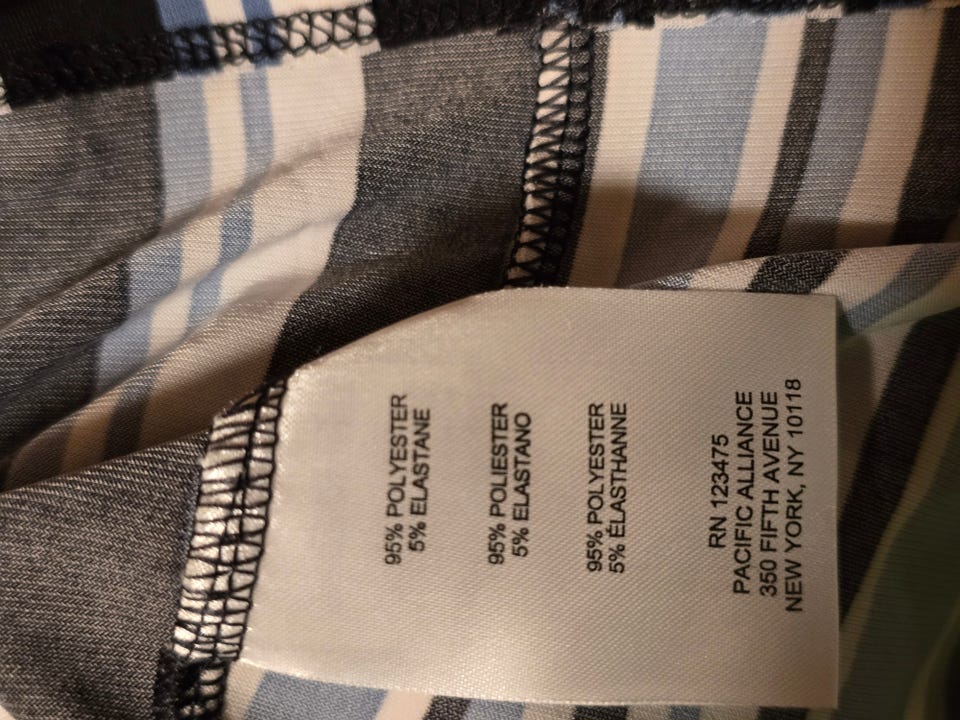 95% POLYESTER
5% ELASTANE
95% POLIESTER
5% ELASTANO
95% POLYESTER
5% ÉLASTHANNE
RN 123475
PACIFIC ALLIANCE
350 FIFTH AVENUE
NEW YORK, NY 10118